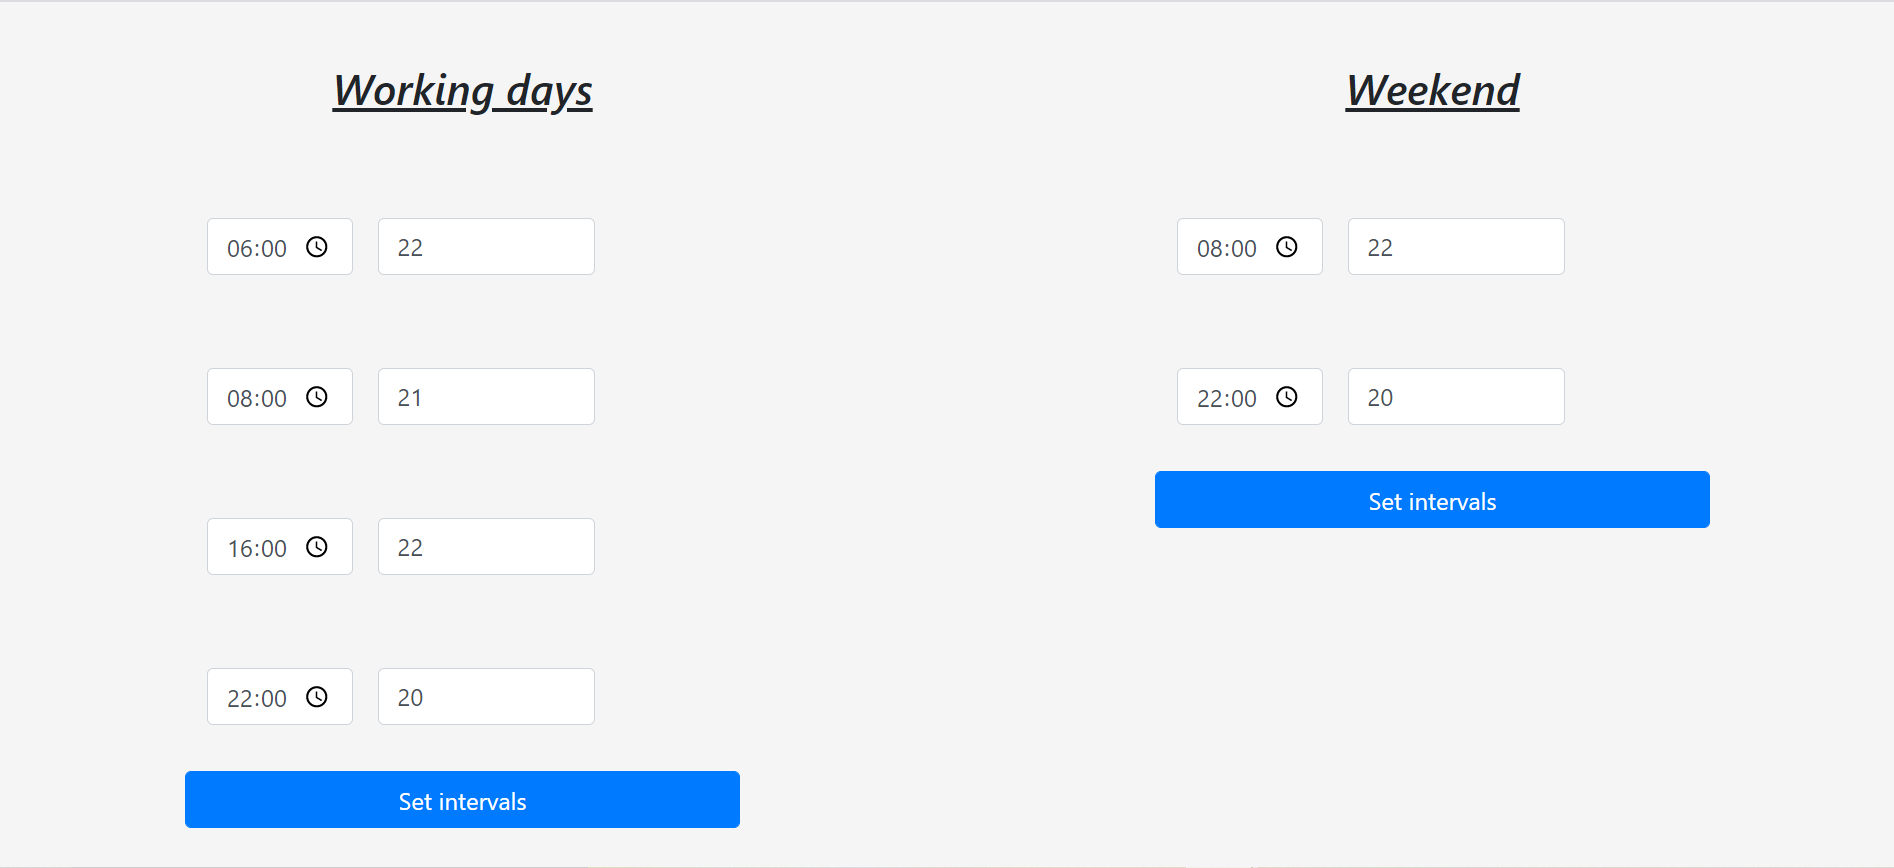 Working days
06:00 22
08:00 21
16:00 22
22:00 20
Set intervals
Weekend
08:00 22
22:00 20
Set intervals